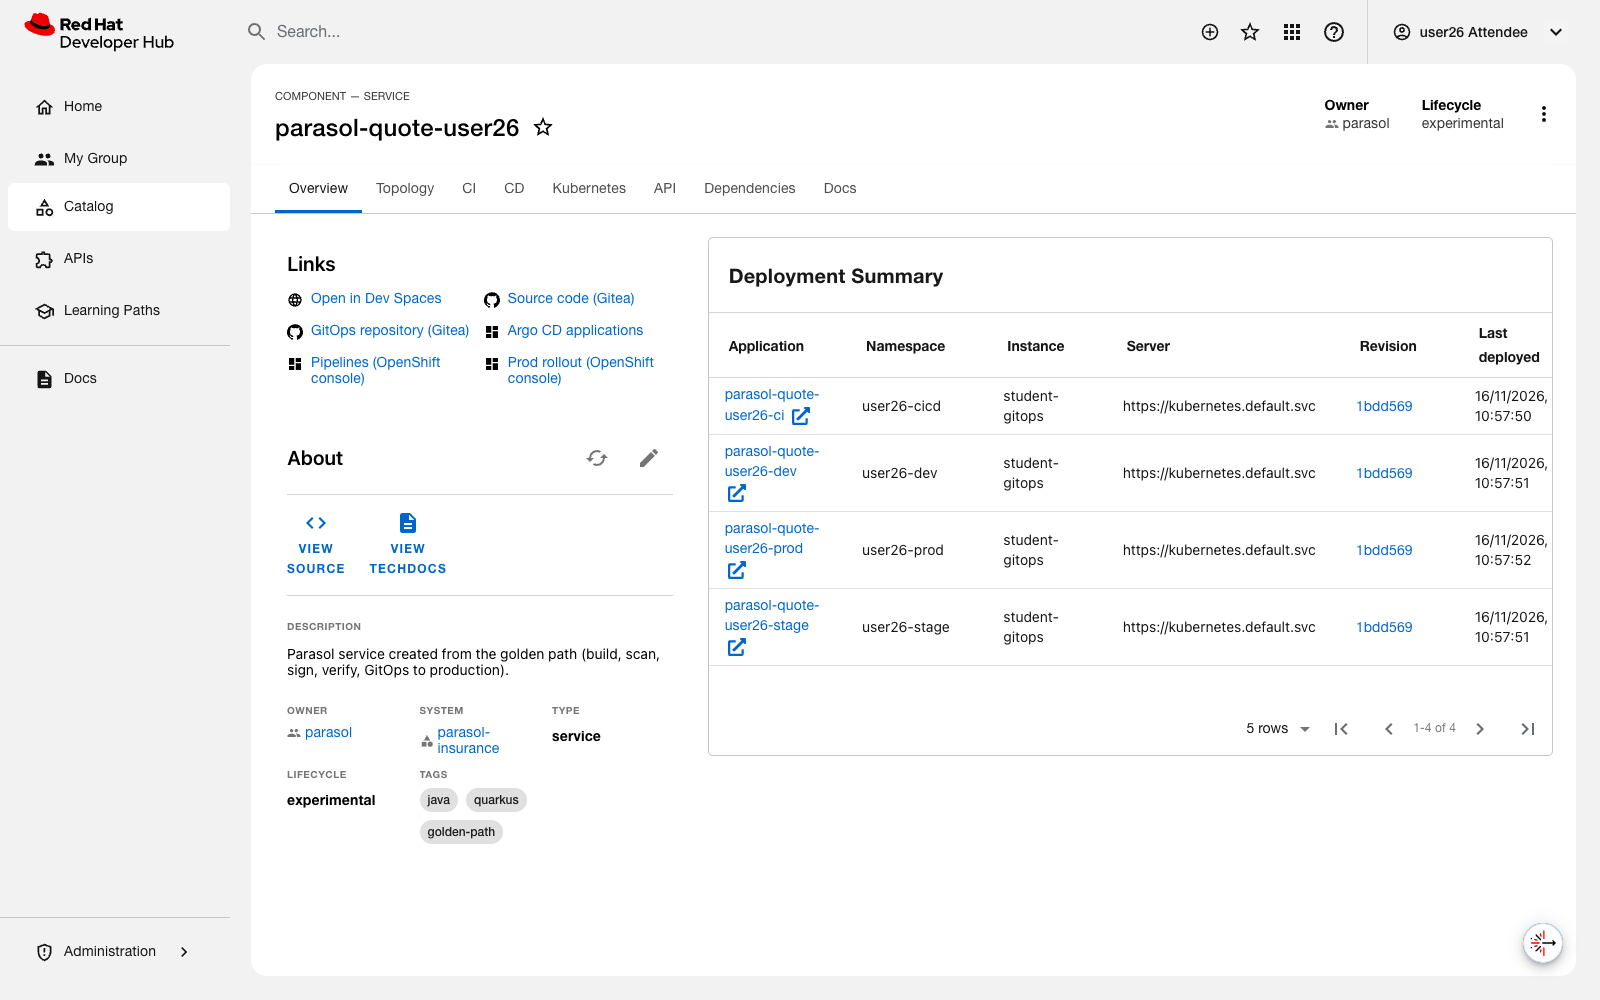 Red Hat
Developer Hub
Search...
user26 Attendee
Home
My Group
Catalog
APIs
Learning Paths
Docs
Administration
COMPONENT — SERVICE
parasol-quote-user26
Owner
parasol
Lifecycle
experimental
Overview Topology CI CD Kubernetes API Dependencies Docs
Links
Open in Dev Spaces
Source code (Gitea)
GitOps repository (Gitea)
Argo CD applications
Pipelines (OpenShift
console)
Prod rollout (OpenShift
console)
About
VIEW
SOURCE
VIEW
TECHDOCS
DESCRIPTION
Parasol service created from the golden path (build, scan,
sign, verify, GitOps to production).
OWNER
parasol
SYSTEM
parasol-
insurance
TYPE
service
LIFECYCLE
experimental
TAGS
java
quarkus
golden-path
Deployment Summary
Application Namespace Instance Server Revision Last
deployed
parasol-quote-
user26-ci
user26-cicd
student-
gitops
https://kubernetes.default.svc
1bdd569
16/11/2026,
10:57:50
parasol-quote-
user26-dev
user26-dev
student-
gitops
https://kubernetes.default.svc
1bdd569
16/11/2026,
10:57:51
parasol-quote-
user26-prod
user26-prod
student-
gitops
https://kubernetes.default.svc
1bdd569
16/11/2026,
10:57:52
parasol-quote-
user26-stage
user26-stage
student-
gitops
https://kubernetes.default.svc
1bdd569
16/11/2026,
10:57:51
5 rows
1-4 of 4